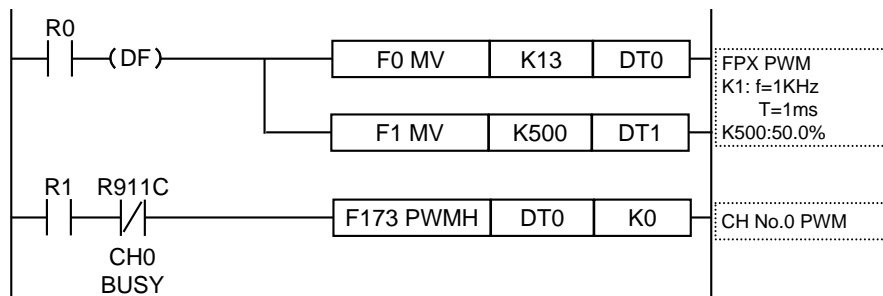 R0
(DF)
F0 MV K13 DT0
FPX PWM
K1: f=1KHz
T=1ms
K500:50.0%
F1 MV K500 DT1
R1 R911C
F173 PWMH DT0 K0
CH No.0 PWM
CH0
BUSY